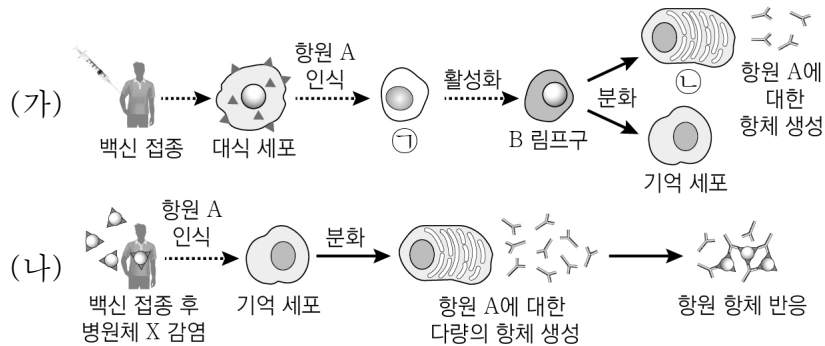 (가)
백신 접종
대식 세포
항원 A
인식
㉠
활성화
B 림프구
분화
㉡
기억 세포
항원 A에
대한
항체 생성
(나)
백신 접종 후
병원체 X 감염
항원 A
인식
기억 세포
분화
항원 A에 대한
다량의 항체 생성
항원 항체 반응